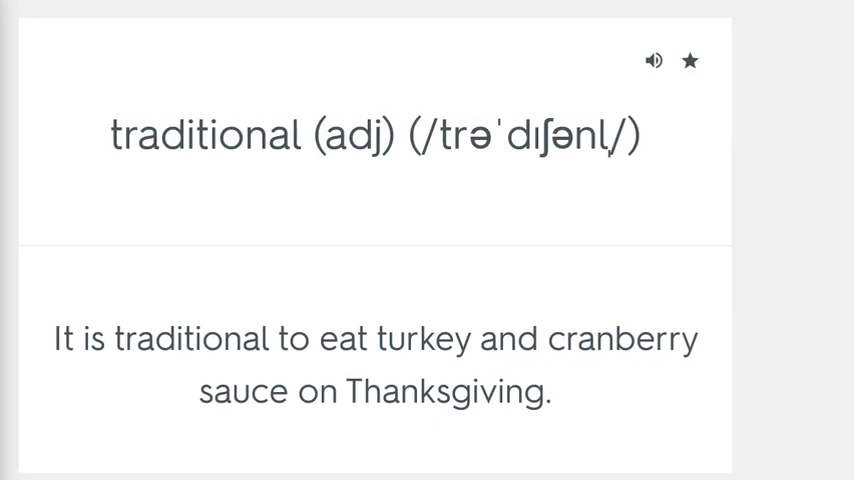 traditional (adj) (/trəˈdɪʃənl̩/)
It is traditional to eat turkey and cranberry
sauce on Thanksgiving.